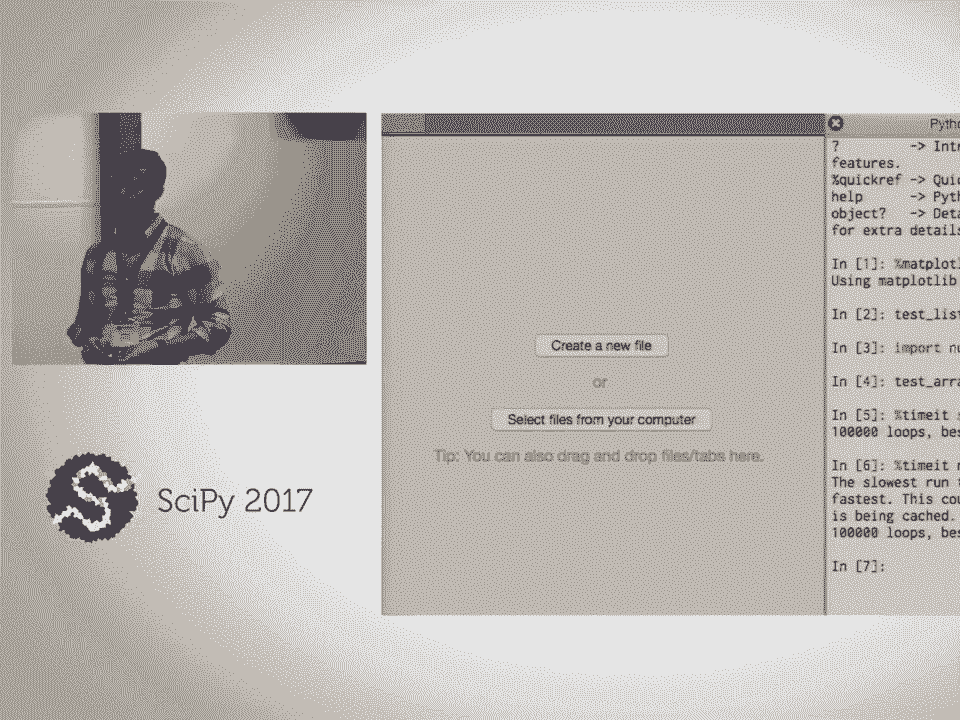 SciPy 2017
Create a new file
or
Select files from your computer
Tip: You can also drag and drop files/tabs here.
? -> Intr
features.
%quickref -> Quic
help -> Pyth
object? -> Deta
for extra details
In [1]: %matplotl
Using matplotlib
In [2]: test_list
In [3]: import nu
In [4]: test_arra
In [5]: %timeit
100000 loops, bes
In [6]: %timeit
The slowest run
fastest. This cou
is being cached.
100000 loops, bes
In [7]: